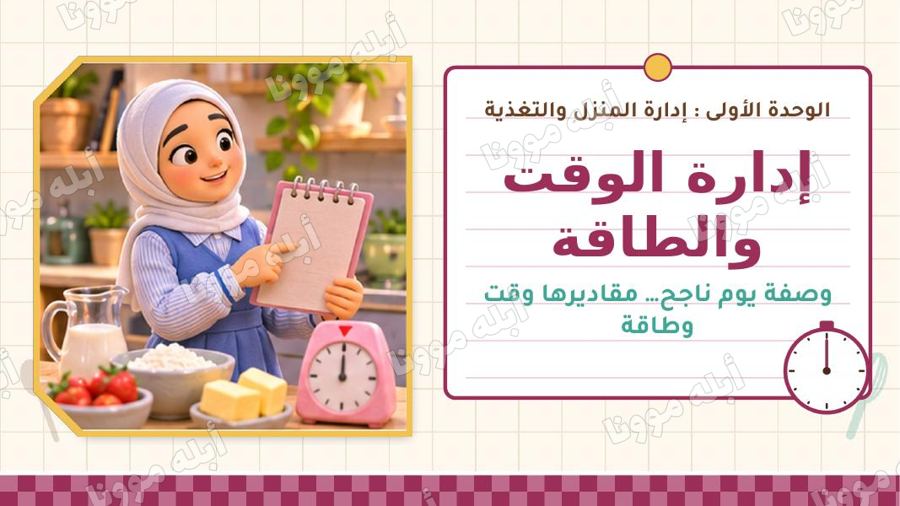 الوحدة الأولى : إدارة المنزل والتغذية
إدارة الوقت
والطاقة
وصفة يوم ناجح... مقاديرها وقت
وطاقة
أبله موونا